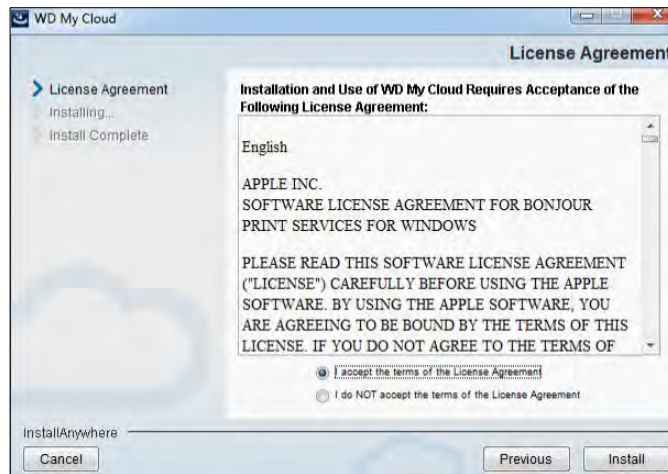 WD My Cloud
License Agreement
License Agreement
Installing...
Install Complete
Installation and Use of WD My Cloud Requires Acceptance of the
Following License Agreement:
English
APPLE INC.
SOFTWARE LICENSE AGREEMENT FOR BONJOUR
PRINT SERVICES FOR WINDOWS
PLEASE READ THIS SOFTWARE LICENSE AGREEMENT
("LICENSE") CAREFULLY BEFORE USING THE APPLE
SOFTWARE. BY USING THE APPLE SOFTWARE, YOU
ARE AGREEING TO BE BOUND BY THE TERMS OF THIS
LICENSE. IF YOU DO NOT AGREE TO THE TERMS OF
I accept the terms of the License Agreement
I do NOT accept the terms of the License Agreement
InstallAnywhere
Cancel
Previous
Install